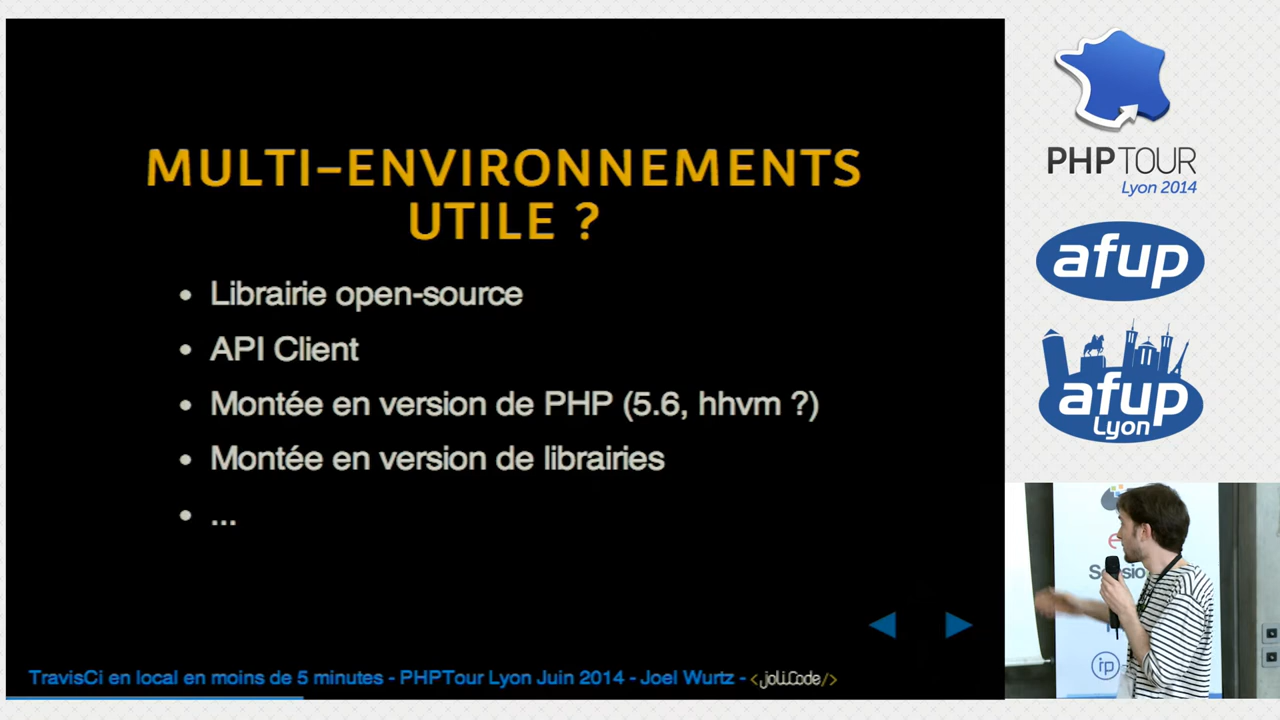 MULTI-ENVIRONNEMENTS
UTILE ?
• Librairie open-source
• API Client
• Montée en version de PHP (5.6, hhvm ?)
• Montée en version de librairies
• ...
TravisCi en local en moins de 5 minutes - PHPTour Lyon Juin 2014 - Joel Wurtz - <joliCode/>
PHP TOUR
Lyon 2014
afup
afup
Lyon